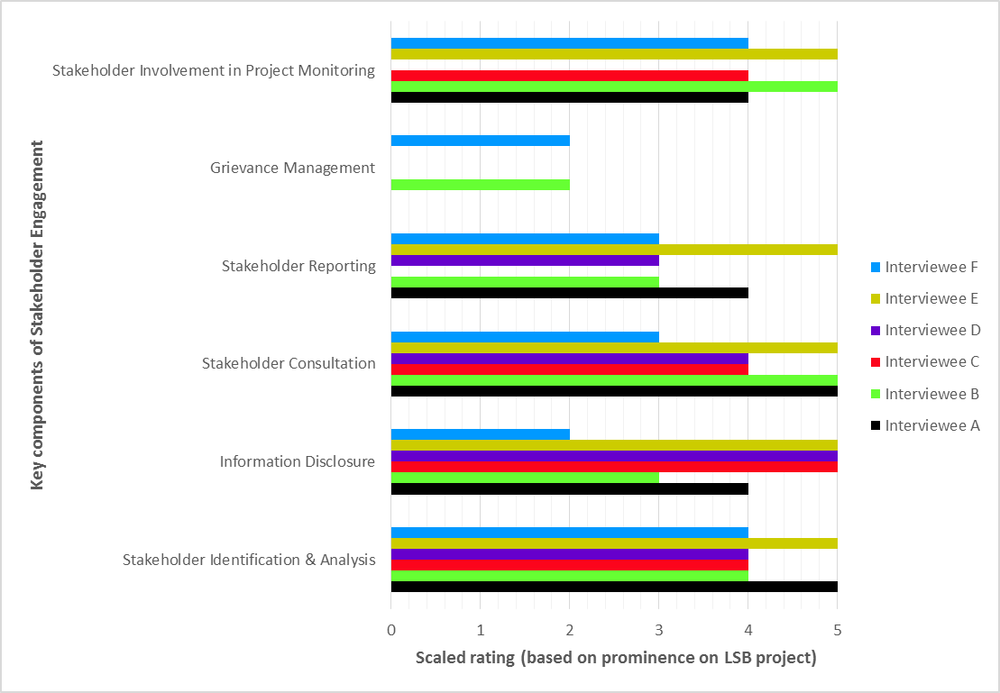 Key components of Stakeholder Engagement
Stakeholder Involvement in Project Monitoring
Grievance Management
Stakeholder Reporting
Stakeholder Consultation
Information Disclosure
Stakeholder Identification & Analysis
0 1 2 3 4 5
Scaled rating (based on prominence on LSB project)
Interviewee F
Interviewee E
Interviewee D
Interviewee C
Interviewee B
Interviewee A